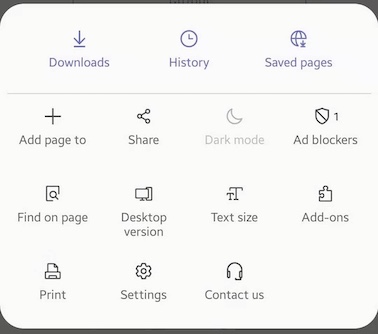 Downloads History Saved pages
Add page to Share Dark mode 1 Ad blockers
Find on page Desktop version Text size Add-ons
Print Settings Contact us